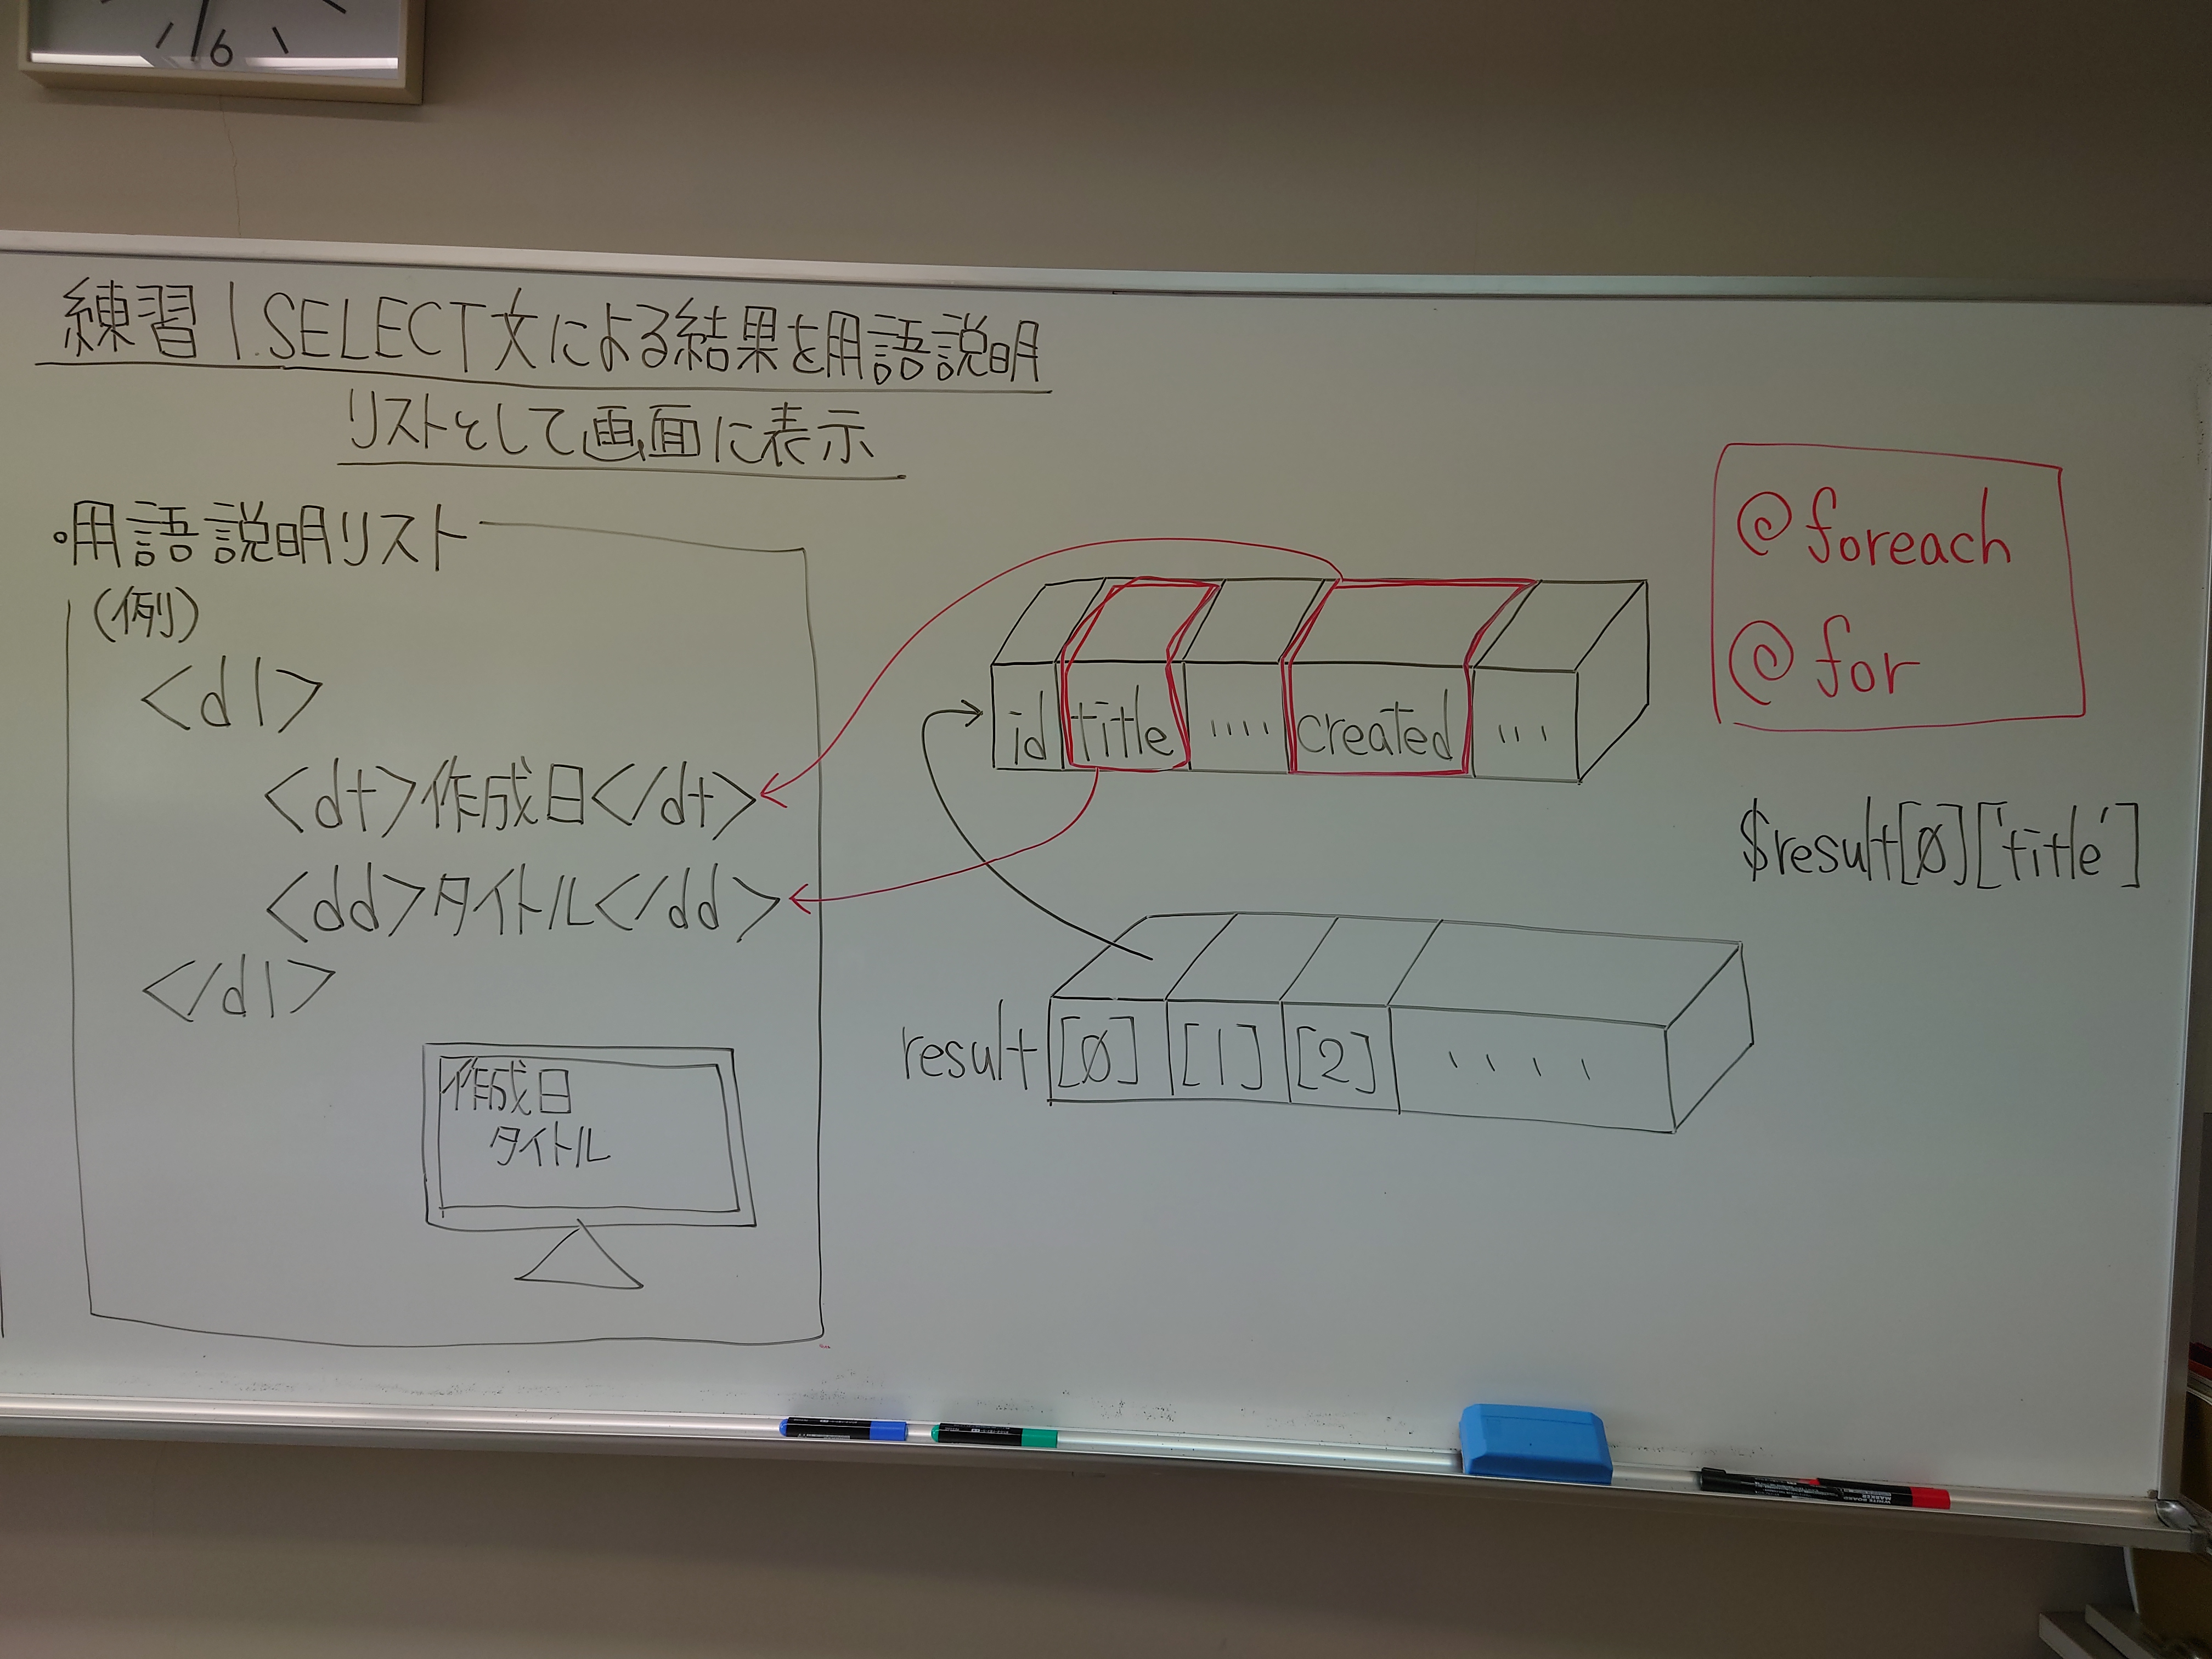 6
練習1.SELECT文による結果を用語説明
リストとして画面に表示
・用語説明リスト
(例)
<dl>
<dt>作成日</dt>
<dd>タイトル</dd>
</dl>
作成日
タイトル
id title .... created ...
result [0] [1] [2] ....
@foreach
@for
$result[0]['title']
WHITE BOARD
MARKER